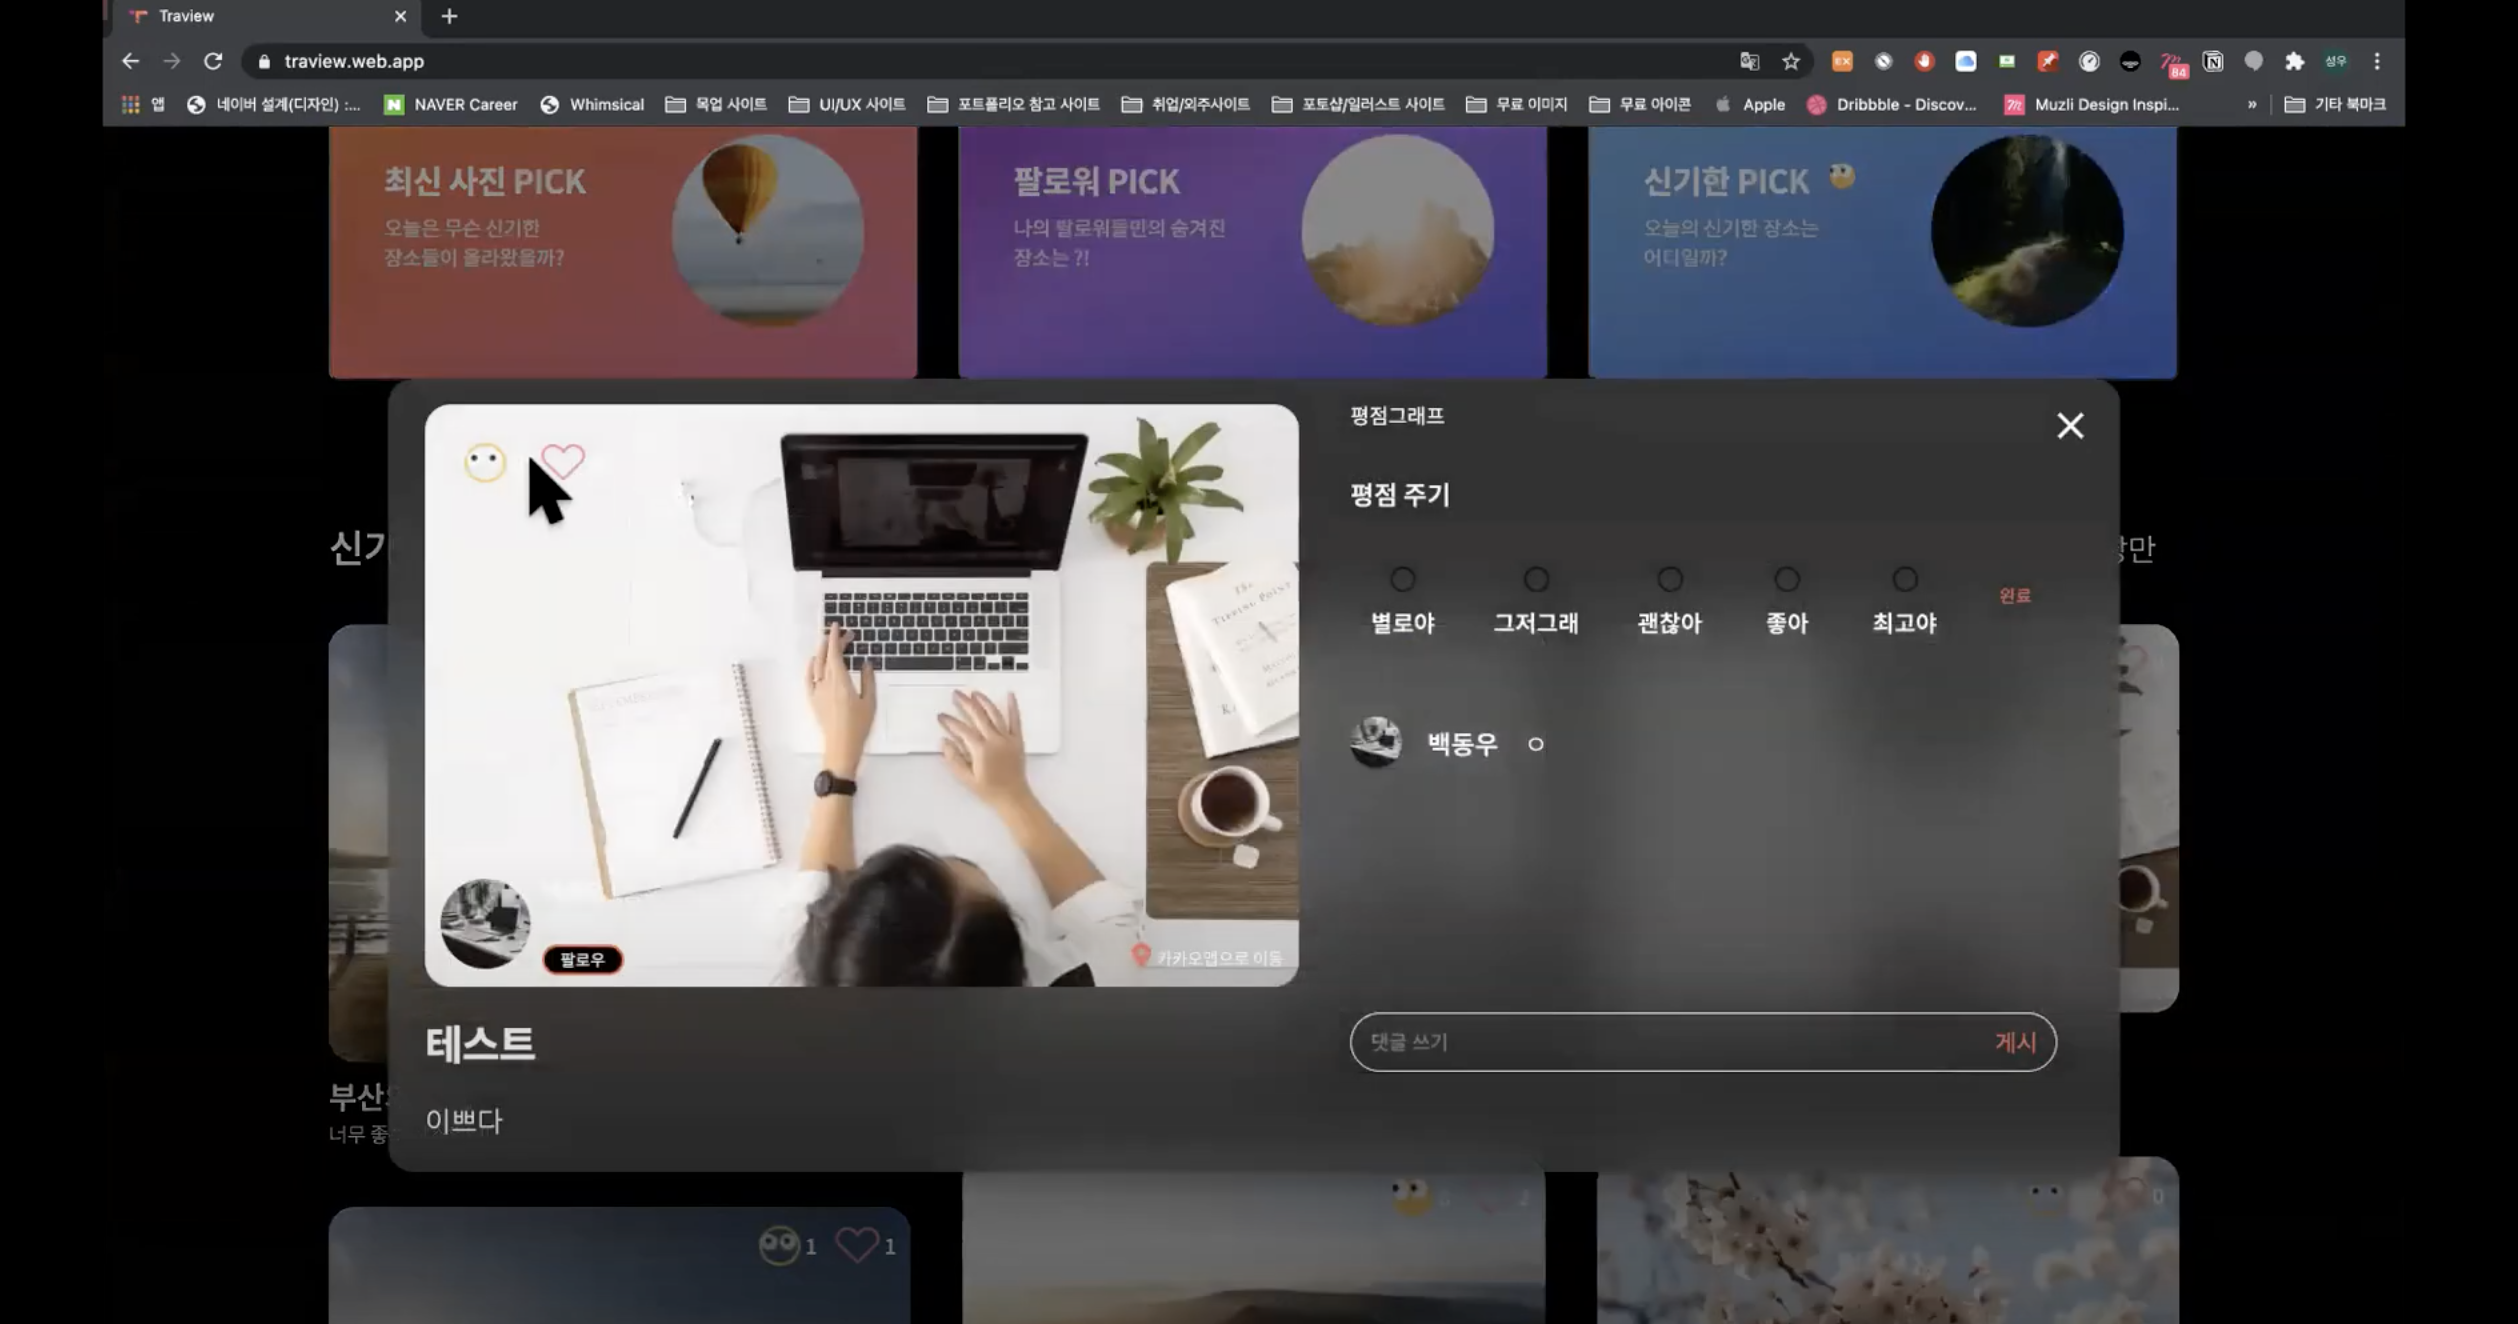 Traview
traview.web.app
EX
84
성우
앱
네이버 설계(디자인) :...
NAVER Career
Whimsical
목업 사이트
UI/UX 사이트
포트폴리오 참고 사이트
취업/외주사이트
포토샵/일러스트 사이트
무료 이미지
무료 아이콘
Apple
Dribbble - Discov...
Muzli Design Inspi...
»
기타 북마크
최신 사진 PICK
오늘은 무슨 신기한
장소들이 올라왔을까?
팔로워 PICK
나의 팔로워들만의 숨겨진
장소는 ?!
신기한 PICK
오늘의 신기한 장소는
어디일까?
평점그래프
평점 주기
별로야
그저그래
괜찮아
좋아
최고야
완료
백동우 ㅇ
팔로우
카카오맵으로 이동
테스트
이쁘다
댓글 쓰기
게시
신기
부산
너무 좋
1
1
0